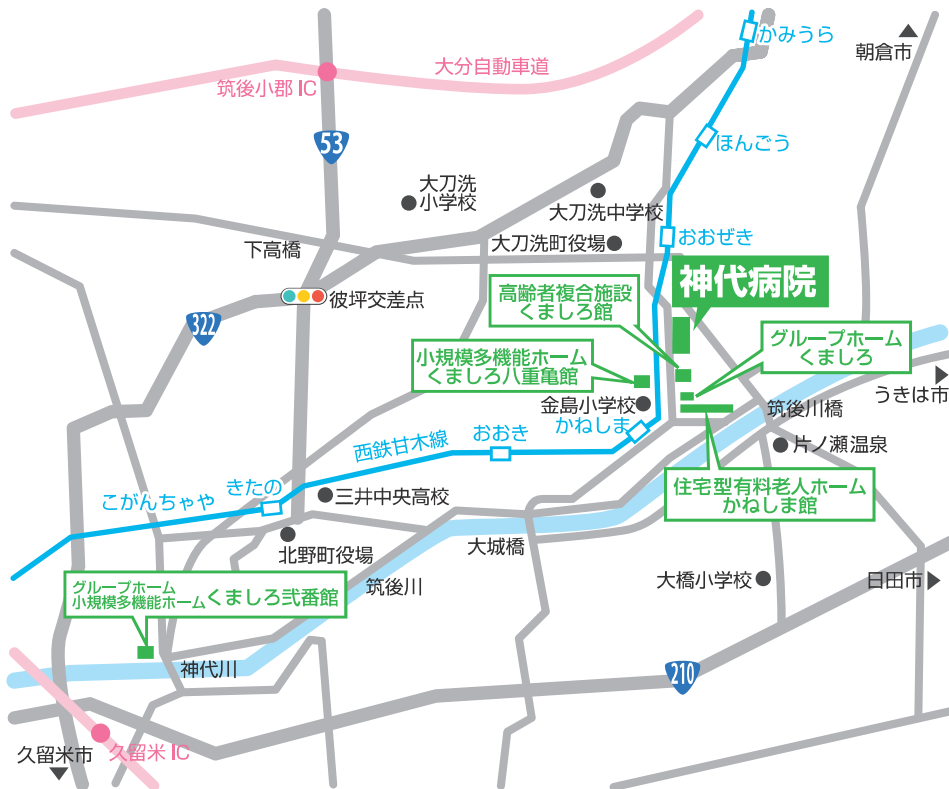 かみうら
朝倉市
大分自動車道
筑後小郡IC
53
ほんごう
大刀洗
小学校
大刀洗中学校
下高橋
大刀洗町役場
おおぜき
神代病院
高齢者複合施設
くましろ館
彼坪交差点
322
グループホーム
くましろ
小規模多機能ホーム
くましろ八重亀館
うきは市
金島小学校
筑後川橋
かねしま
おおき
西鉄甘木線
片ノ瀬温泉
きたの
こがんちゃや
三井中央高校
住宅型有料老人ホーム
かねしま館
北野町役場
大城橋
筑後川
大橋小学校
日田市
グループホーム
小規模多機能ホーム
くましろ弐番館
神代川
210
久留米市
久留米IC